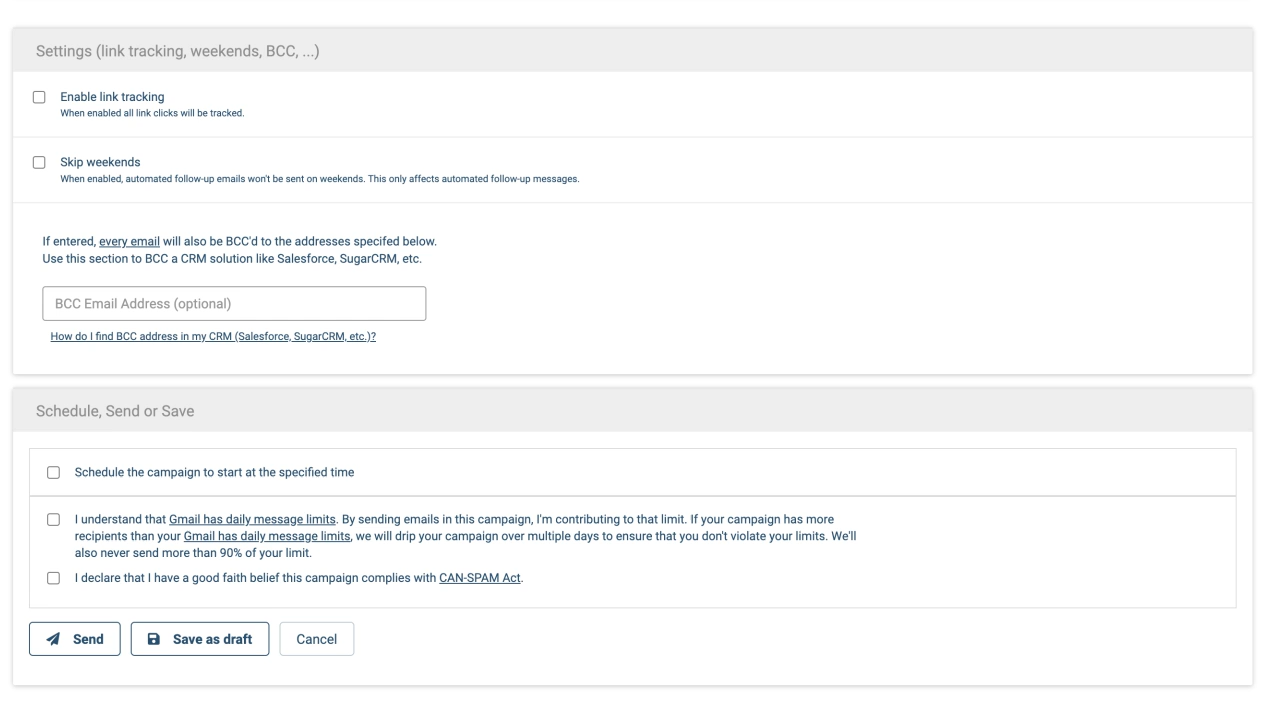 Settings (link tracking, weekends, BCC, ...)
Enable link tracking
When enabled all link clicks will be tracked.
Skip weekends
When enabled, automated follow-up emails won't be sent on weekends. This only affects automated follow-up messages.
If entered, every email will also be BCC'd to the addresses specifed below.
Use this section to BCC a CRM solution like Salesforce, SugarCRM, etc.
BCC Email Address (optional)
How do I find BCC address in my CRM (Salesforce, SugarCRM, etc.)?
Schedule, Send or Save
Schedule the campaign to start at the specified time
I understand that Gmail has daily message limits. By sending emails in this campaign, I'm contributing to that limit. If your campaign has more
recipients than your Gmail has daily message limits, we will drip your campaign over multiple days to ensure that you don't violate your limits. We'll
also never send more than 90% of your limit.
I declare that I have a good faith belief this campaign complies with CAN-SPAM Act.
Send
Save as draft
Cancel